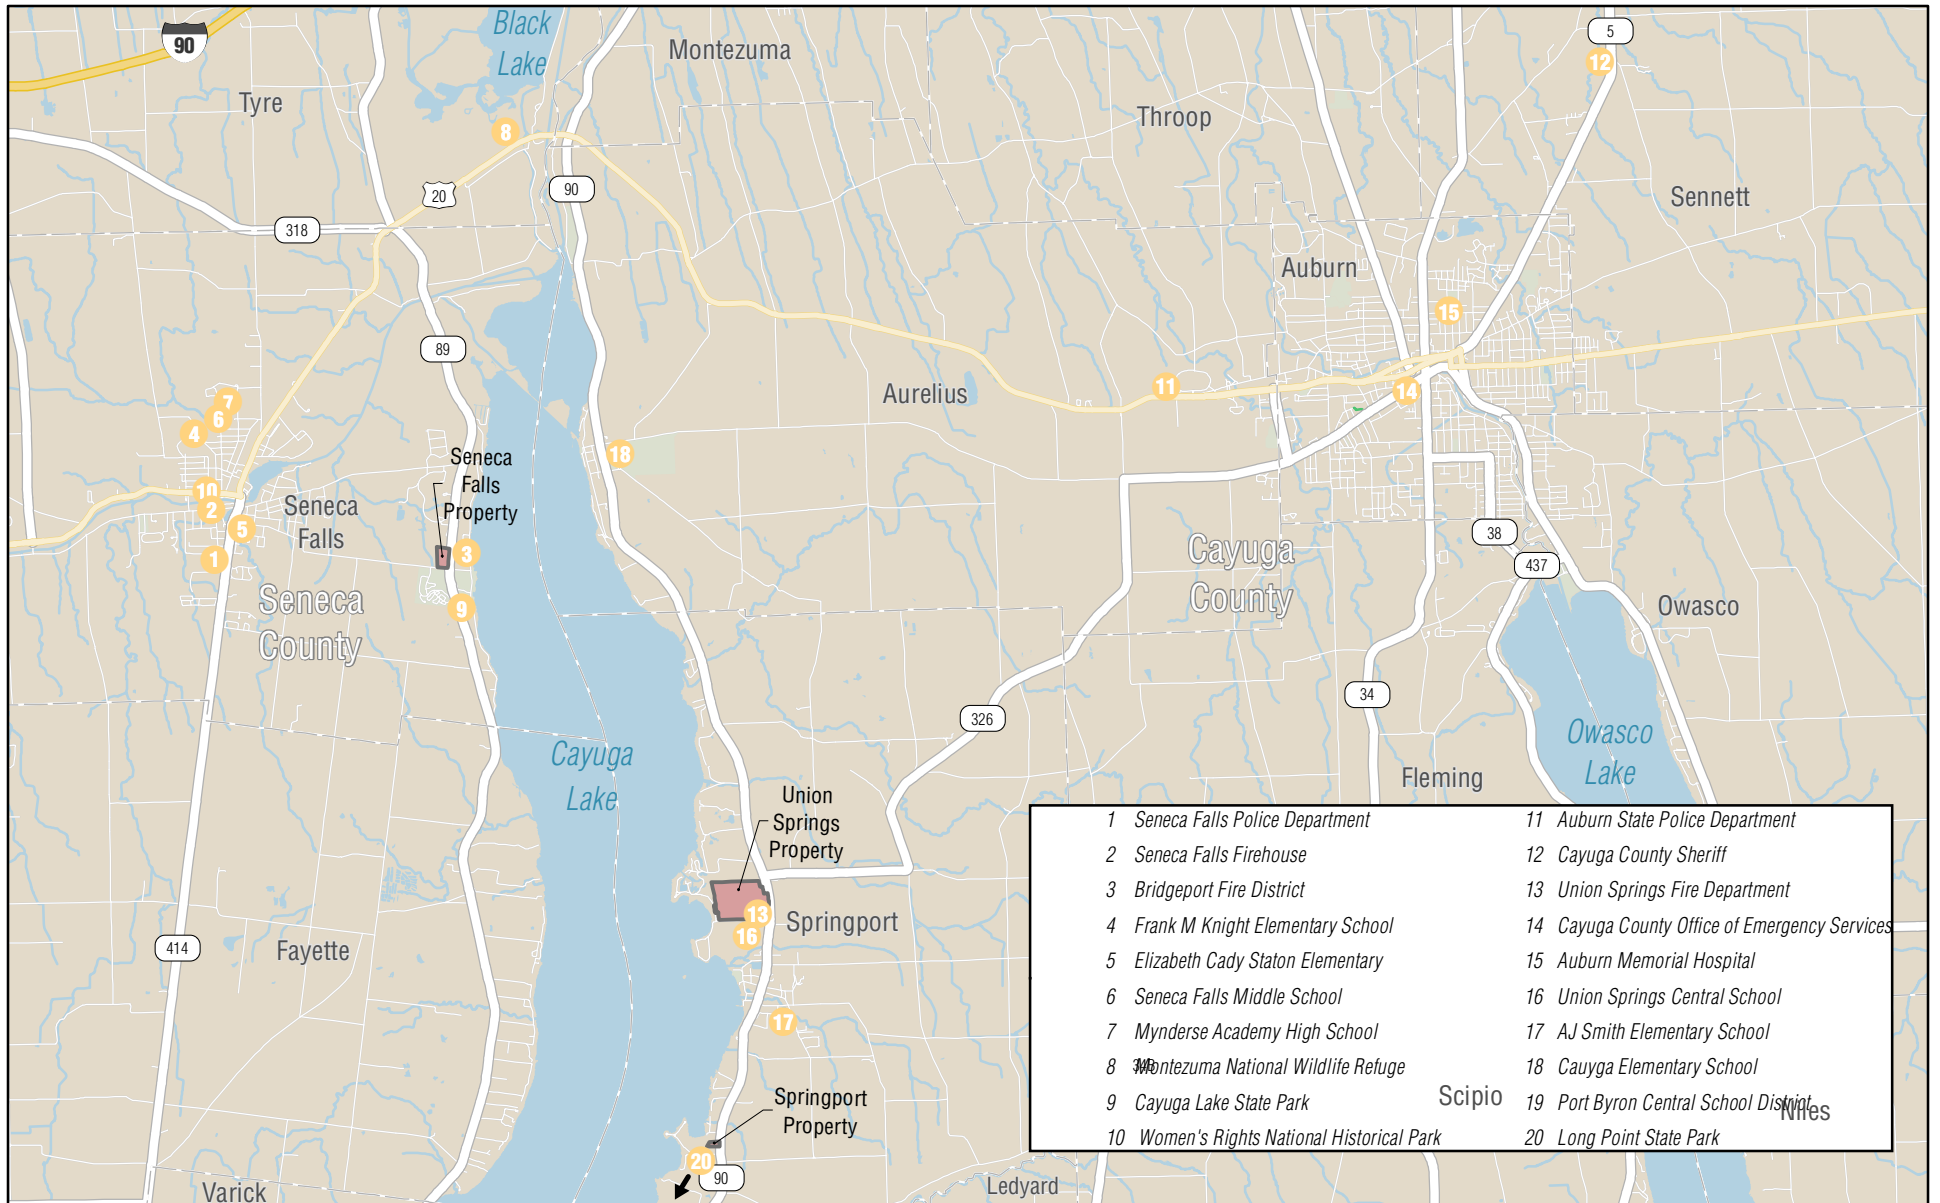 Black
Lake
Montezuma
90
5
12
Tyre
Throop
8
20
90
Sennett
318
Auburn
15
89
7
6
4
Aurelius
11
14
18
Seneca
Falls
Property
10
2
5
1
Seneca
Falls
3
38
437
Cayuga
County
Seneca
County
9
Owasco
34
326
Cayuga
Lake
Owasco
Lake
Fleming
Union
Springs
Property
13
16
Springport
414
Fayette
17
Springport
Property
20
90
Varick
Ledyard
1 Seneca Falls Police Department
2 Seneca Falls Firehouse
3 Bridgeport Fire District
4 Frank M Knight Elementary School
5 Elizabeth Cady Staton Elementary
6 Seneca Falls Middle School
7 Mynderse Academy High School
8 Montezuma National Wildlife Refuge
9 Cayuga Lake State Park
10 Women's Rights National Historical Park
11 Auburn State Police Department
12 Cayuga County Sheriff
13 Union Springs Fire Department
14 Cayuga County Office of Emergency Services
15 Auburn Memorial Hospital
16 Union Springs Central School
17 AJ Smith Elementary School
18 Cauyga Elementary School
19 Port Byron Central School District
20 Long Point State Park
Scipio
Niles